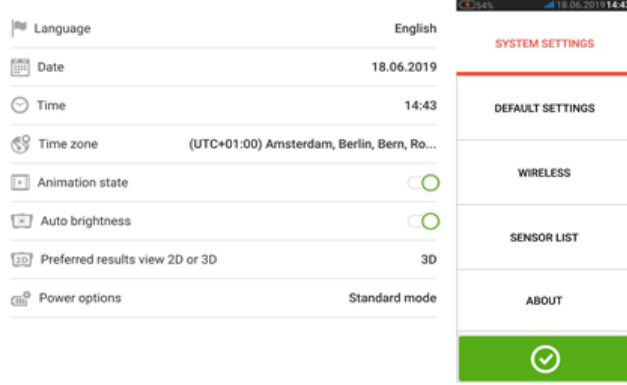 Language English
Date 18.06.2019
Time 14:43
Time zone (UTC+01:00) Amsterdam, Berlin, Bern, Ro...
Animation state
Auto brightness
2D Preferred results view 2D or 3D 3D
Power options Standard mode
54% 18.06.2019 14:43
SYSTEM SETTINGS
DEFAULT SETTINGS
WIRELESS
SENSOR LIST
ABOUT